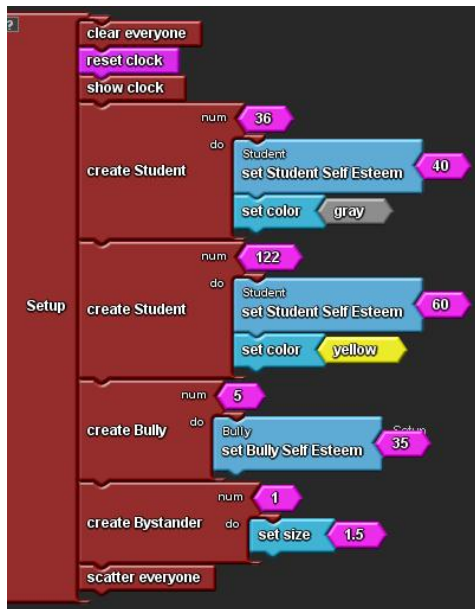 ?
clear everyone
reset clock
show clock
num 36
do
Student
create Student
set Student Self Esteem 40
set color gray
num 122
do
Student
Setup
create Student
set Student Self Esteem 60
set color yellow
num 5
create Bully
do
Bully
Setup
set Bully Self Esteem 35
num 1
create Bystander
do
set size 1.5
scatter everyone